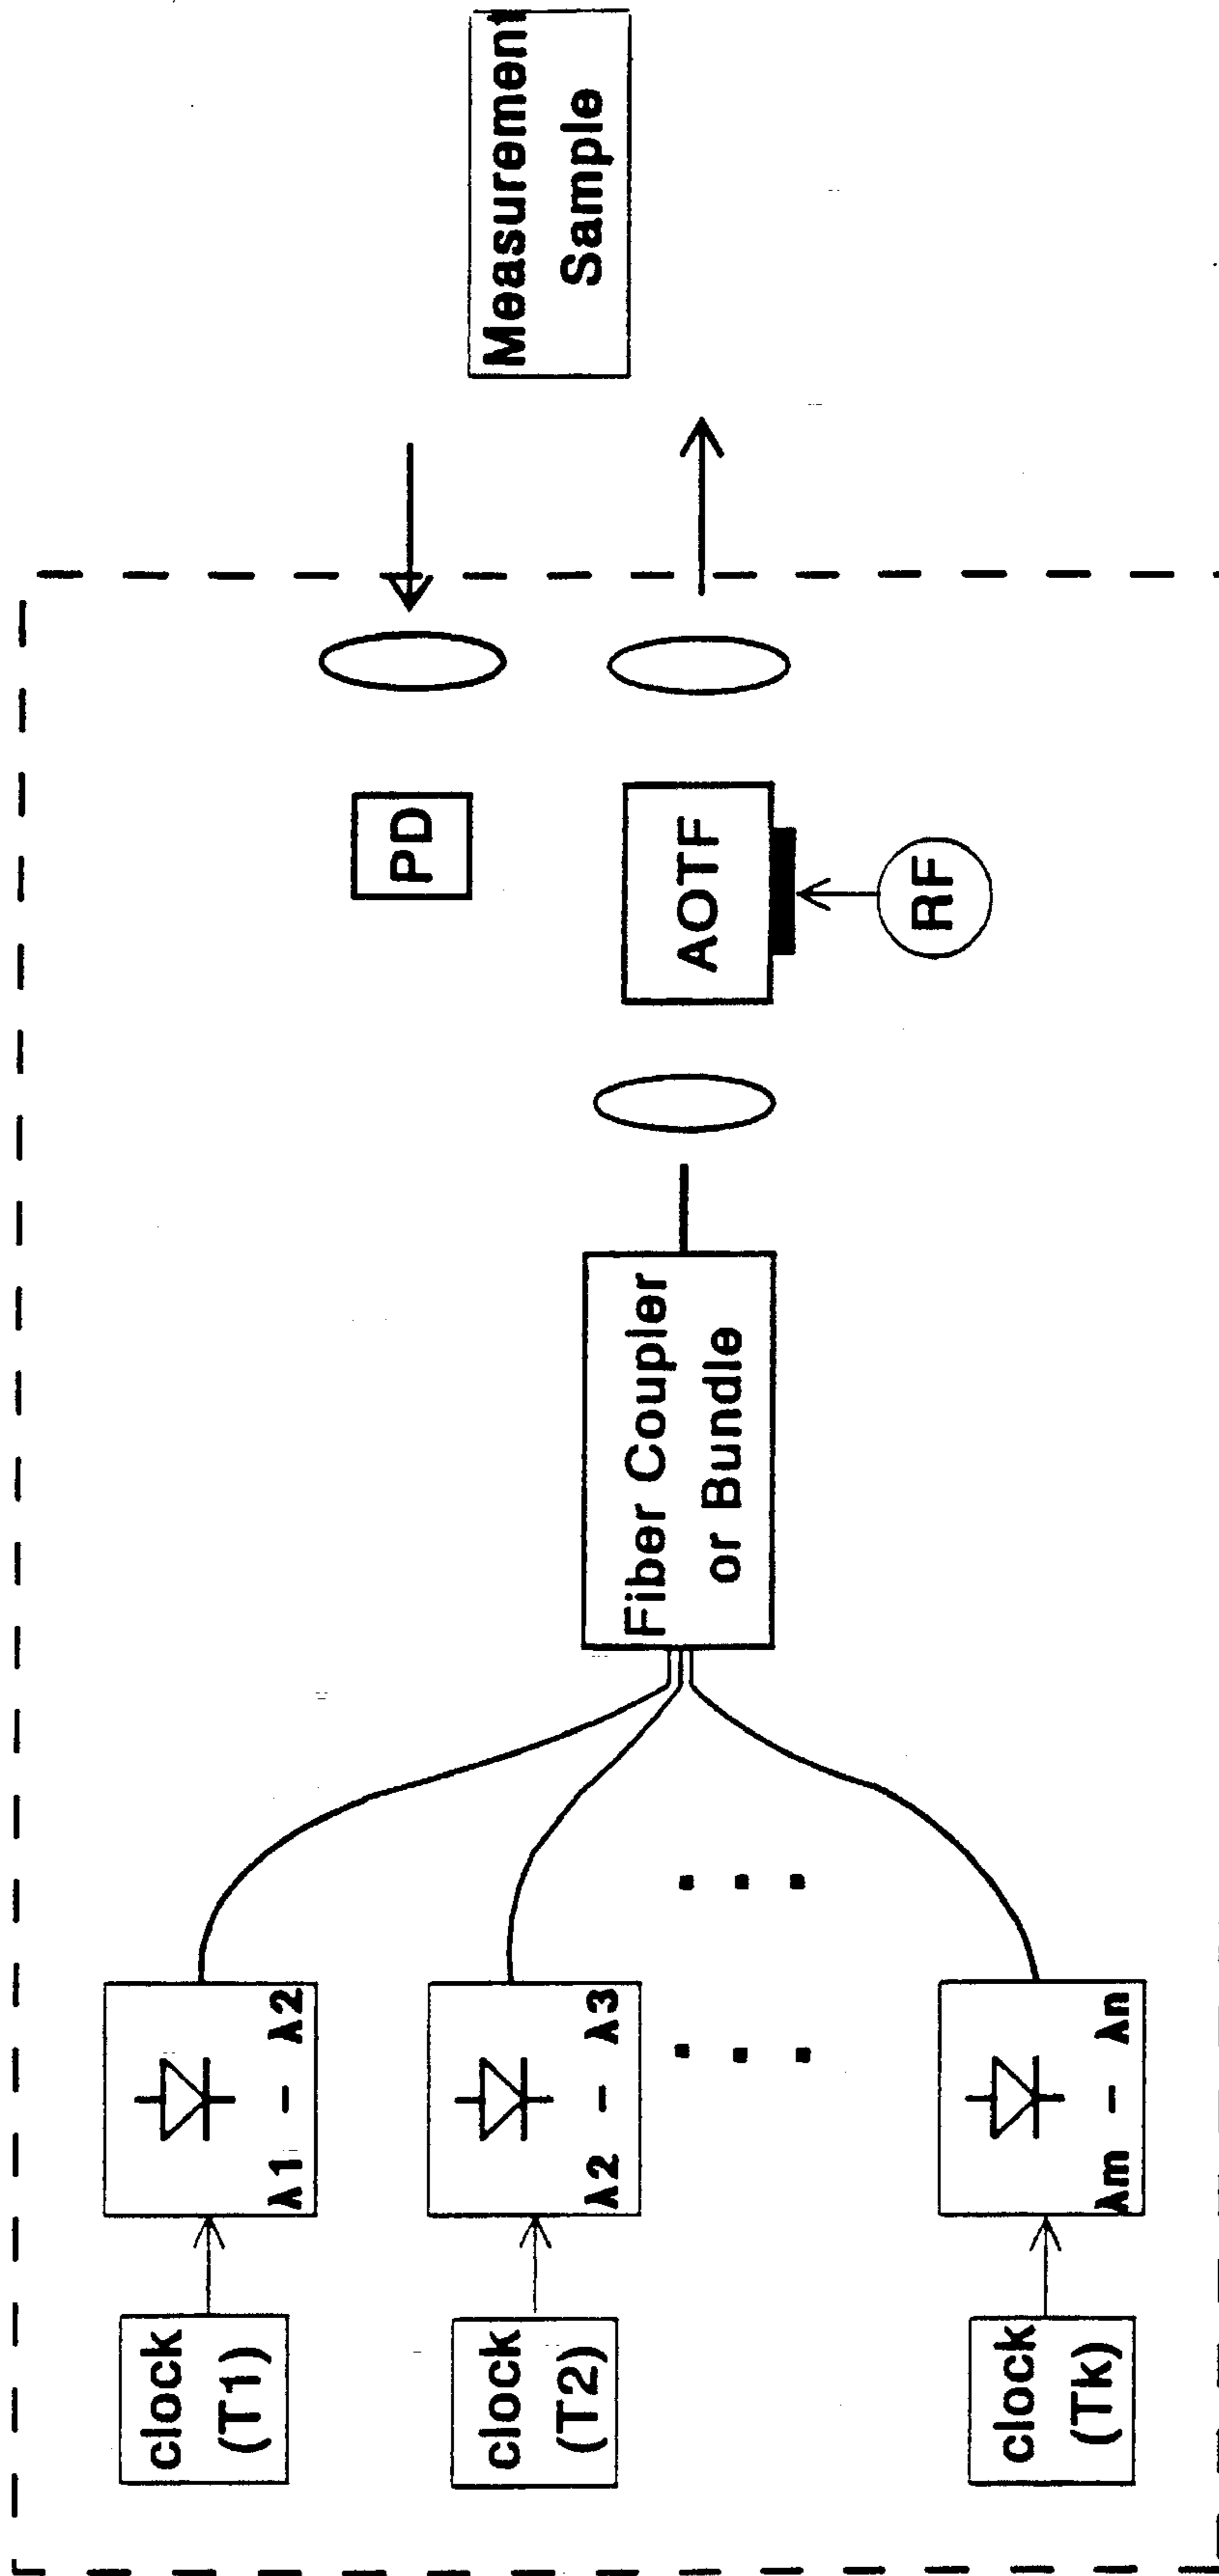 clock
(T1)
λ1 - λ2
clock
(T2)
λ2 - λ3
clock
(Tk)
λm - λn
Fiber Coupler
or Bundle
PD
AOTF
RF
Measurement
Sample